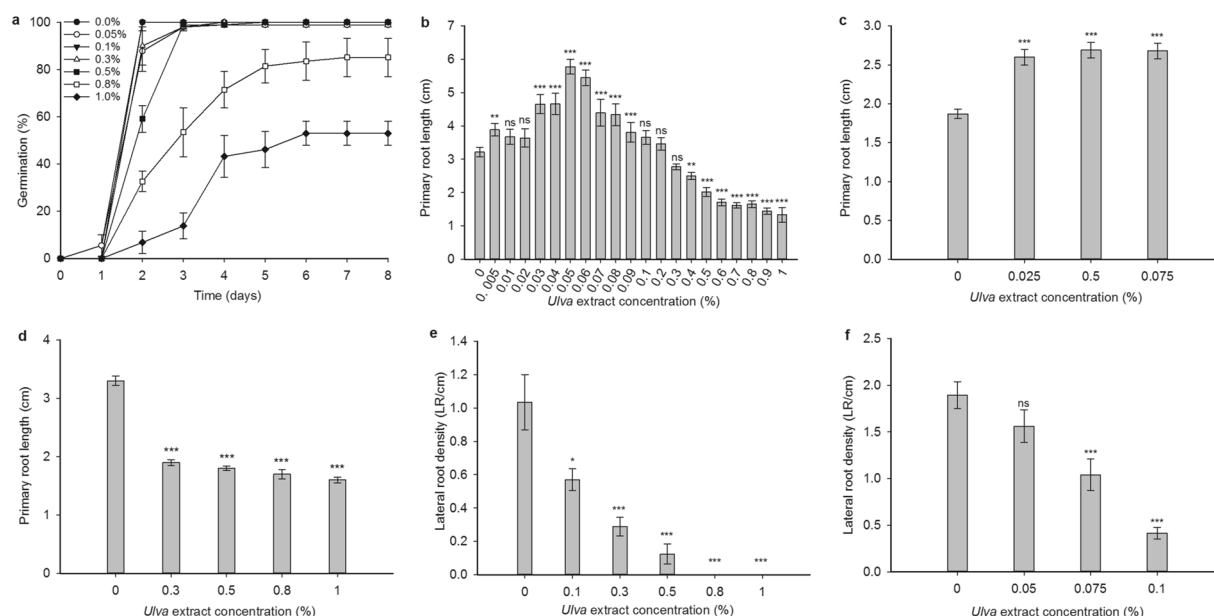 a
0.0%
0.05%
0.1%
0.3%
0.5%
0.8%
1.0%
100
80
60
40
20
0
Germination (%)
0 1 2 3 4 5 6 7 8
Time (days)
b
7
6
5
4
3
2
1
0
Primary root length (cm)
** ns ns *** *** *** *** *** *** *** ns ns ns ** *** *** *** *** *** ***
0 0. 005 0.01 0.02 0.03 0.04 0.05 0.06 0.07 0.08 0.09 0.1 0.2 0.3 0.4 0.5 0.6 0.7 0.8 0.9 1
Ulva extract concentration (%)
c
3.0
2.5
2.0
1.5
1.0
0.5
0.0
Primary root length (cm)
*** *** ***
0 0.025 0.5 0.075
Ulva extract concentration (%)
d
4
3
2
1
0
Primary root length (cm)
*** *** *** ***
0 0.3 0.5 0.8 1
Ulva extract concentration (%)
e
1.4
1.2
1.0
0.8
0.6
0.4
0.2
0.0
Lateral root density (LR/cm)
* *** *** *** ***
0 0.1 0.3 0.5 0.8 1
Ulva extract concentration (%)
f
2.5
2.0
1.5
1.0
0.5
0.0
Lateral root density (LR/cm)
ns *** ***
0 0.05 0.075 0.1
Ulva extract concentration (%)